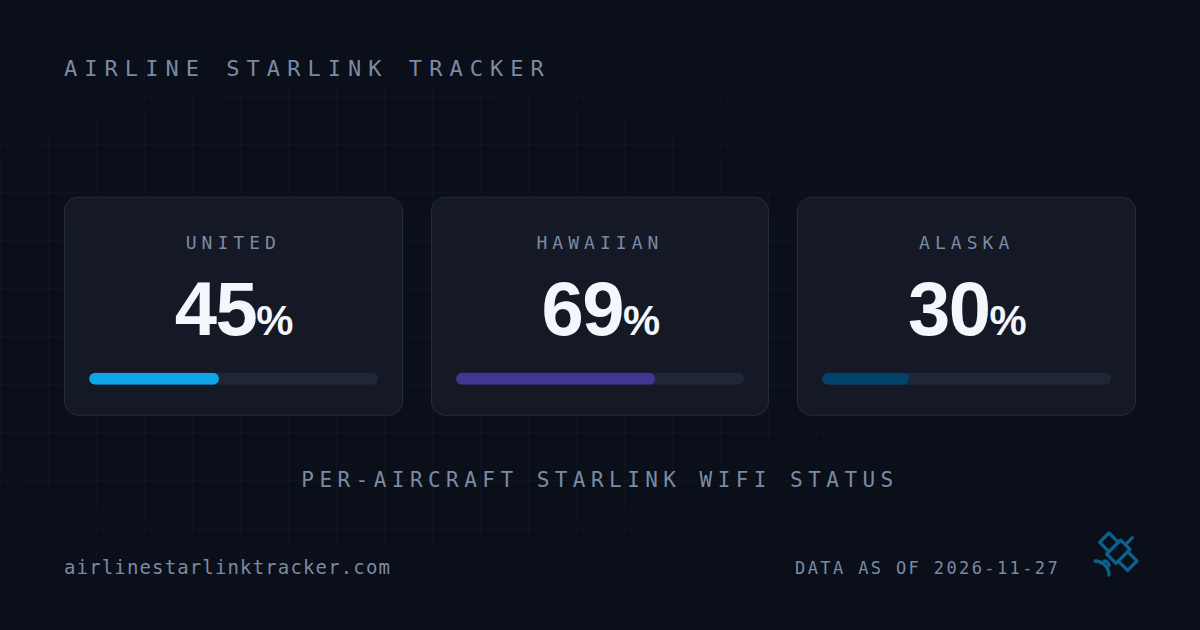 AIRLINE STARLINK TRACKER
UNITED
45%
HAWAIIAN
69%
ALASKA
30%
PER-AIRCRAFT STARLINK WIFI STATUS
airlinestarlinktracker.com
DATA AS OF 2026-11-27